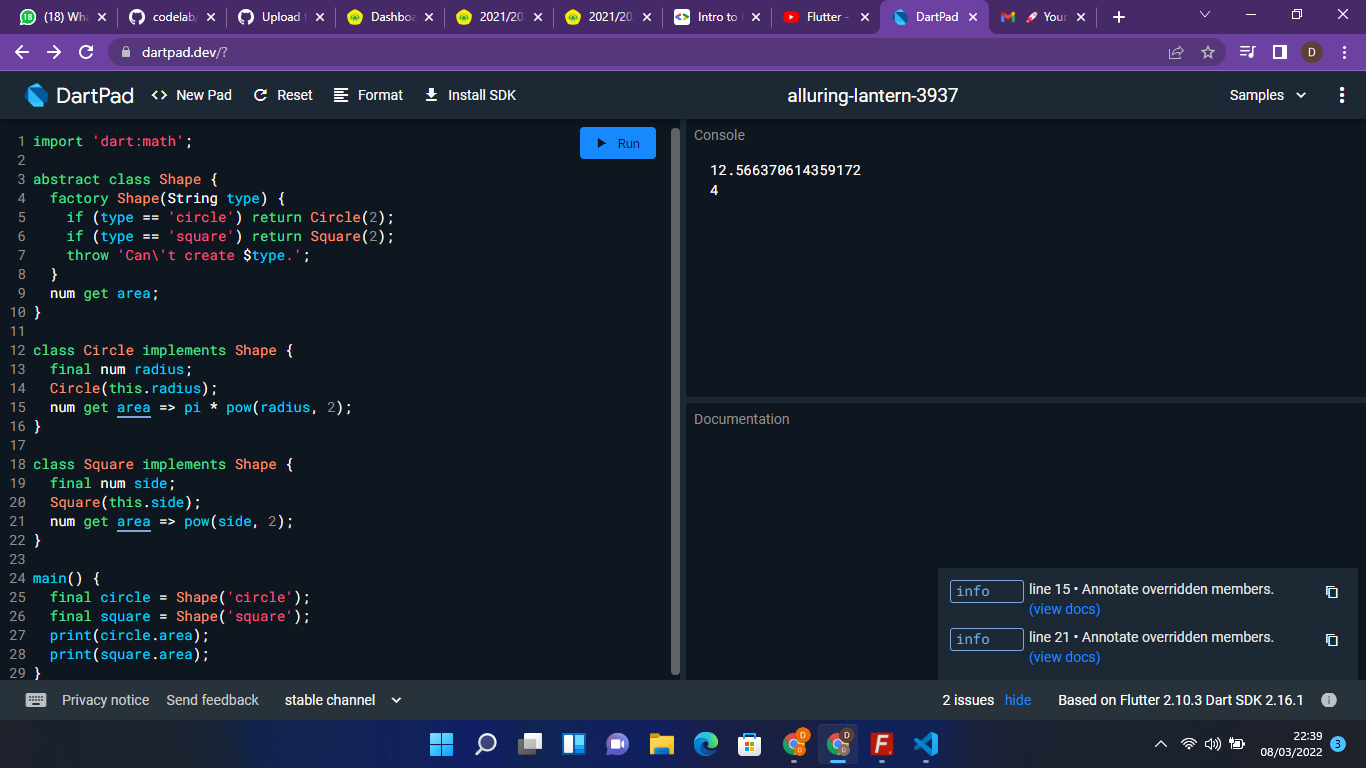 18
(18) Wha
codelab
Upload f
Dashboa
2021/20
2021/20
Intro to
Flutter -
DartPad
Your
dartpad.dev/?
D
DartPad
<> New Pad
Reset
Format
Install SDK
alluring-lantern-3937
Samples
Run
1 import 'dart:math';
2
3 abstract class Shape {
4   factory Shape(String type) {
5     if (type == 'circle') return Circle(2);
6     if (type == 'square') return Square(2);
7     throw 'Can\'t create $type.';
8   }
9   num get area;
10 }
11
12 class Circle implements Shape {
13   final num radius;
14   Circle(this.radius);
15   num get area => pi * pow(radius, 2);
16 }
17
18 class Square implements Shape {
19   final num side;
20   Square(this.side);
21   num get area => pow(side, 2);
22 }
23
24 main() {
25   final circle = Shape('circle');
26   final square = Shape('square');
27   print(circle.area);
28   print(square.area);
29 }
Console
12.566370614359172
4
Documentation
info
line 15 • Annotate overridden members.
(view docs)
info
line 21 • Annotate overridden members.
(view docs)
Privacy notice
Send feedback
stable channel
2 issues
hide
Based on Flutter 2.10.3 Dart SDK 2.16.1
D
D
F
22:39
08/03/2022
3